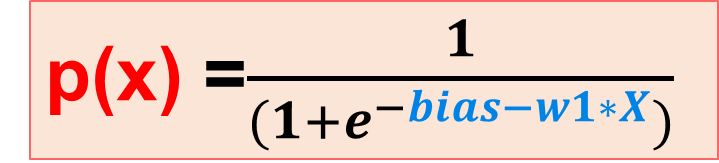 p(x) = 1
(1+e^−bias−w1*X)